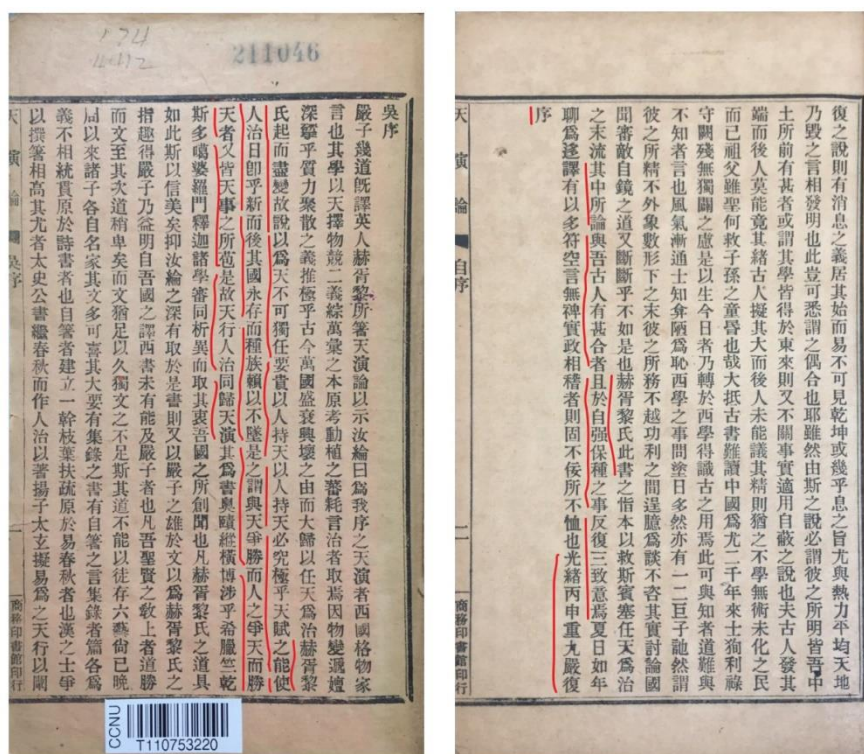 211046
吳序
嚴子幾道旣譯英人赫胥黎所箸天演論以示汝綸曰爲我序之天演者西國格物家
言也其學以天擇物競二義綜萬彙之本原考動植之蕃耗言治者取焉因物變遞嬗
深揅乎質力聚散之義推極乎古今萬國盛衰興壞之由而大歸以任天爲治赫胥黎
氏起而盡變故說以爲天不可獨任要貴以人持天以人持天必究極乎天賦之能使
人治日卽乎新而後其國永存而種族賴以不墜是之謂與天爭勝而人之爭天而勝
天者又皆天事之所苞是故天行人治同歸天演其爲書奧賾縱橫博涉乎希臘竺乾
斯多噶婆羅門釋迦諸學審同析異而取其衷吾國之所創聞也凡赫胥黎氏之道具
如此斯以信美矣抑汝綸之深有取於是書則又以嚴子之雄於文以爲赫胥黎氏之
指趣得嚴子乃益明自吾國之譯西書未有能及嚴子者也凡吾聖賢之敎上者道勝
而文至其次道稍卑矣而文猶足以久獨文之不足斯其道不能以徒存六藝尙已晚
周以來諸子各自名家其文多可喜其大要有集錄之書有自箸之言集錄者篇各爲
義不相統貫原於詩書者也自箸者建立一幹枝葉扶疏原於易春秋者也漢之士爭
以撰箸相高其尤者太史公書繼春秋而作人治以著揚子太玄擬易爲之天行以闡
天演論
吳序
一
商務印書館印行
CCNU
T110753220
復之說則有消息之義居其始而易不可見乾坤或幾乎息之旨尤與熱力平均天地
乃毀之言相發明也此豈可悉謂之偶合也耶雖然由斯之說必謂彼之所明皆吾中
土所前有甚者或謂其學皆得於東來則又不關事實適用自蔽之說也夫古人發其
端而後人莫能竟其緖古人擬其大而後人未能議其精則猶之不學無術未化之民
而已祖父雖聖何救子孫之童昬也哉大抵古書難讀中國爲尤二千年來士徇利祿
守闕殘無獨闢之慮是以生今日者乃轉於西學得識古之用焉此可與知者道難與
不知者言也風氣漸通士知弇陋爲恥西學之事問塗日多然亦有一二巨子訑然謂
彼之所精不外象數形下之末彼之所務不越功利之間逞臆爲談不咨其實討論國
聞審敵自鏡之道又斷斷乎不如是也赫胥黎氏此書之恉本以救斯賓塞任天爲治
之末流其中所論與吾古人有甚合者且於自强保種之事反復三致意焉夏日如年
聊爲迻譯有以多符空言無裨實政相稽者則固不佞所不恤也光緒丙申重九嚴復
序
天演論
自序
二
商務印書館印行